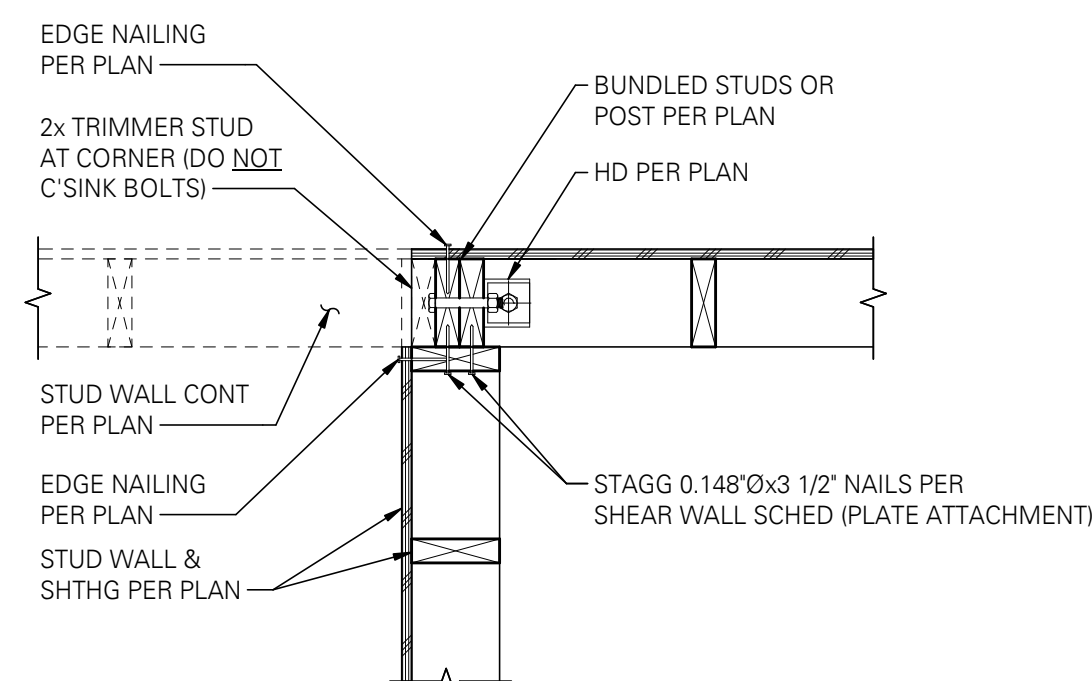 EDGE NAILING
PER PLAN
2x TRIMMER STUD
AT CORNER (DO NOT
C'SINK BOLTS)
STUD WALL CONT
PER PLAN
EDGE NAILING
PER PLAN
STUD WALL &
SHTHG PER PLAN
BUNDLED STUDS OR
POST PER PLAN
HD PER PLAN
STAGG 0.148"Øx3 1/2" NAILS PER
SHEAR WALL SCHED (PLATE ATTACHMENT)